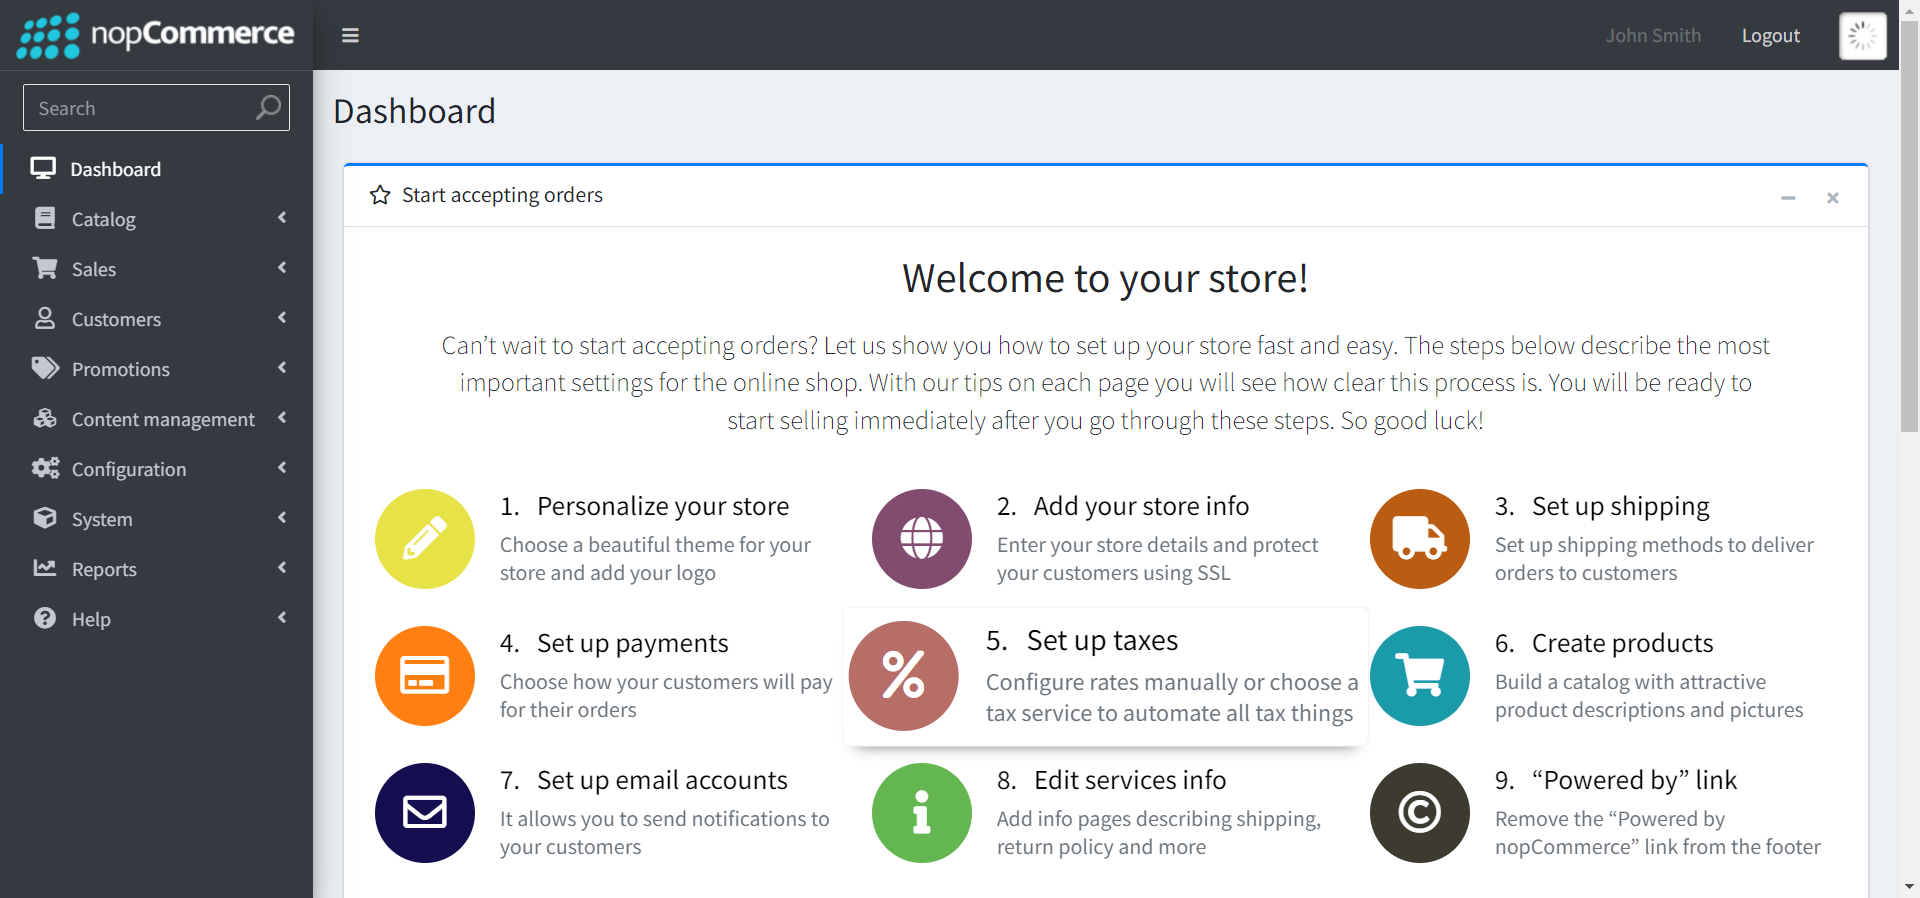 nopCommerce
John Smith
Logout
Search
Dashboard
Catalog
Sales
Customers
Promotions
Content management
Configuration
System
Reports
Help
Dashboard
Start accepting orders
Welcome to your store!
Can’t wait to start accepting orders? Let us show you how to set up your store fast and easy. The steps below describe the most
important settings for the online shop. With our tips on each page you will see how clear this process is. You will be ready to
start selling immediately after you go through these steps. So good luck!
1. Personalize your store
Choose a beautiful theme for your
store and add your logo
2. Add your store info
Enter your store details and protect
your customers using SSL
3. Set up shipping
Set up shipping methods to deliver
orders to customers
4. Set up payments
Choose how your customers will pay
for their orders
5. Set up taxes
Configure rates manually or choose a
tax service to automate all tax things
6. Create products
Build a catalog with attractive
product descriptions and pictures
7. Set up email accounts
It allows you to send notifications to
your customers
8. Edit services info
Add info pages describing shipping,
return policy and more
9. “Powered by” link
Remove the “Powered by
nopCommerce” link from the footer